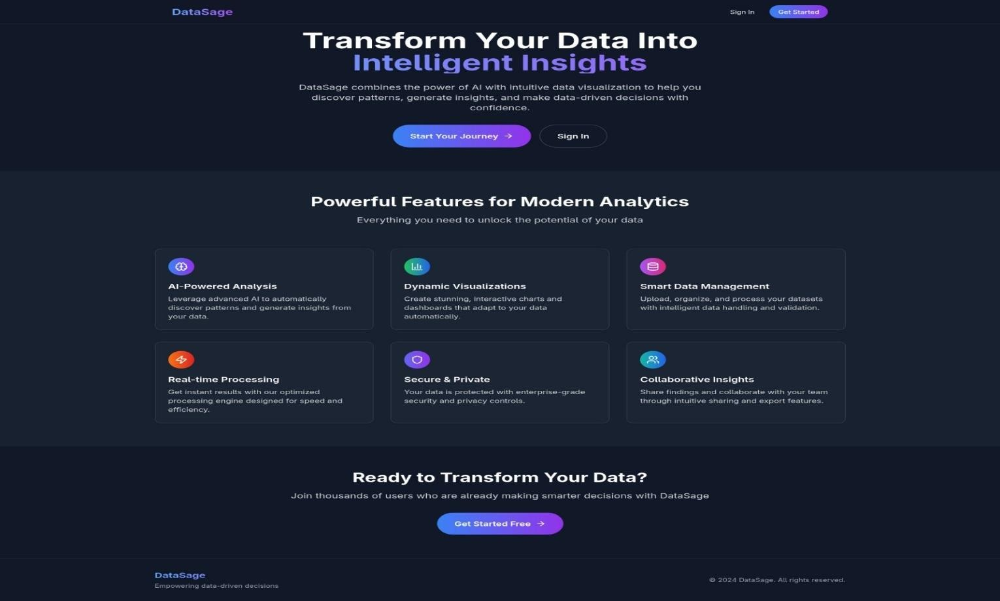 DataSage
Sign In
Get Started
Transform Your Data Into
Intelligent Insights
DataSage combines the power of AI with intuitive data visualization to help you
discover patterns, generate insights, and make data-driven decisions with
confidence.
Start Your Journey →
Sign In
Powerful Features for Modern Analytics
Everything you need to unlock the potential of your data
AI-Powered Analysis
Leverage advanced AI to automatically
discover patterns and generate insights from
your data.
Dynamic Visualizations
Create stunning, interactive charts and
dashboards that adapt to your data
automatically.
Smart Data Management
Upload, organize, and process your datasets
with intelligent data handling and validation.
Real-time Processing
Get instant results with our optimized
processing engine designed for speed and
efficiency.
Secure & Private
Your data is protected with enterprise-grade
security and privacy controls.
Collaborative Insights
Share findings and collaborate with your team
through intuitive sharing and export features.
Ready to Transform Your Data?
Join thousands of users who are already making smarter decisions with DataSage
Get Started Free →
DataSage
Empowering data-driven decisions
© 2024 DataSage. All rights reserved.